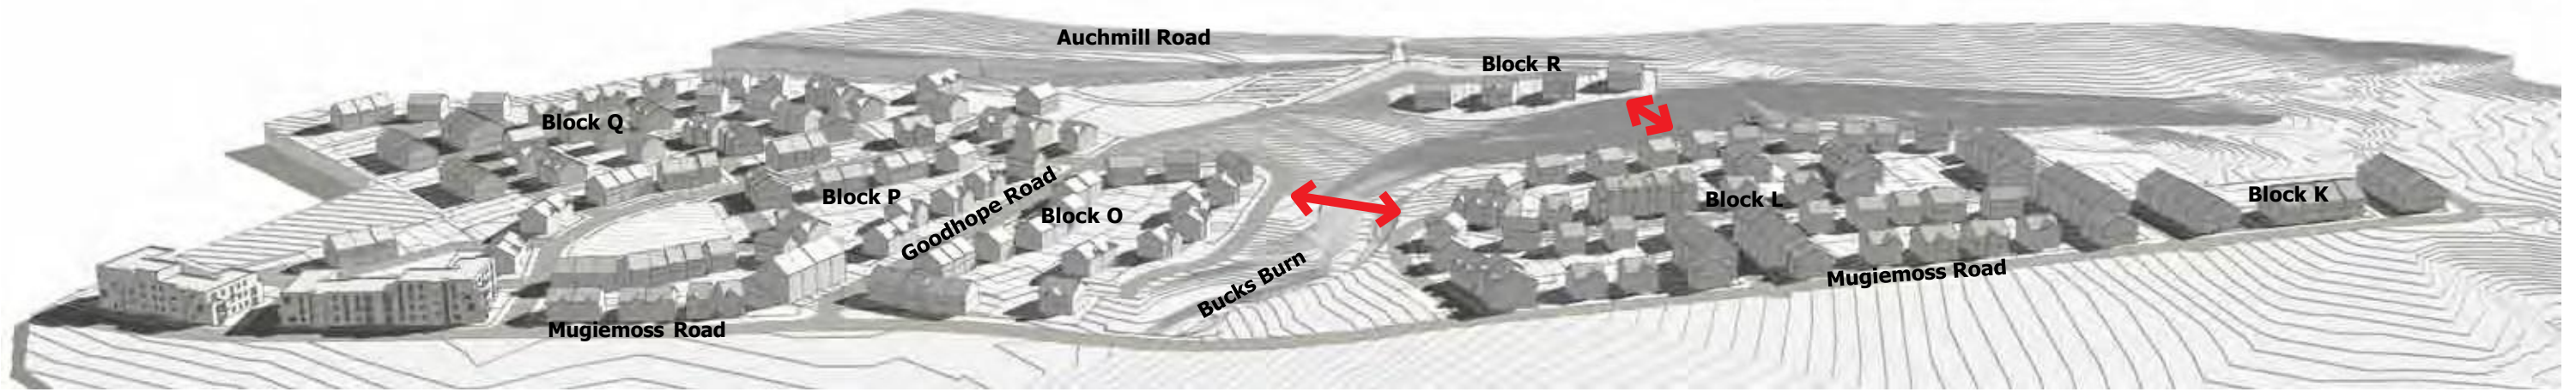 Auchmill Road
Block R
Block Q
Block P
Goodhope Road
Block O
Block L
Block K
Bucks Burn
Mugiemoss Road
Mugiemoss Road